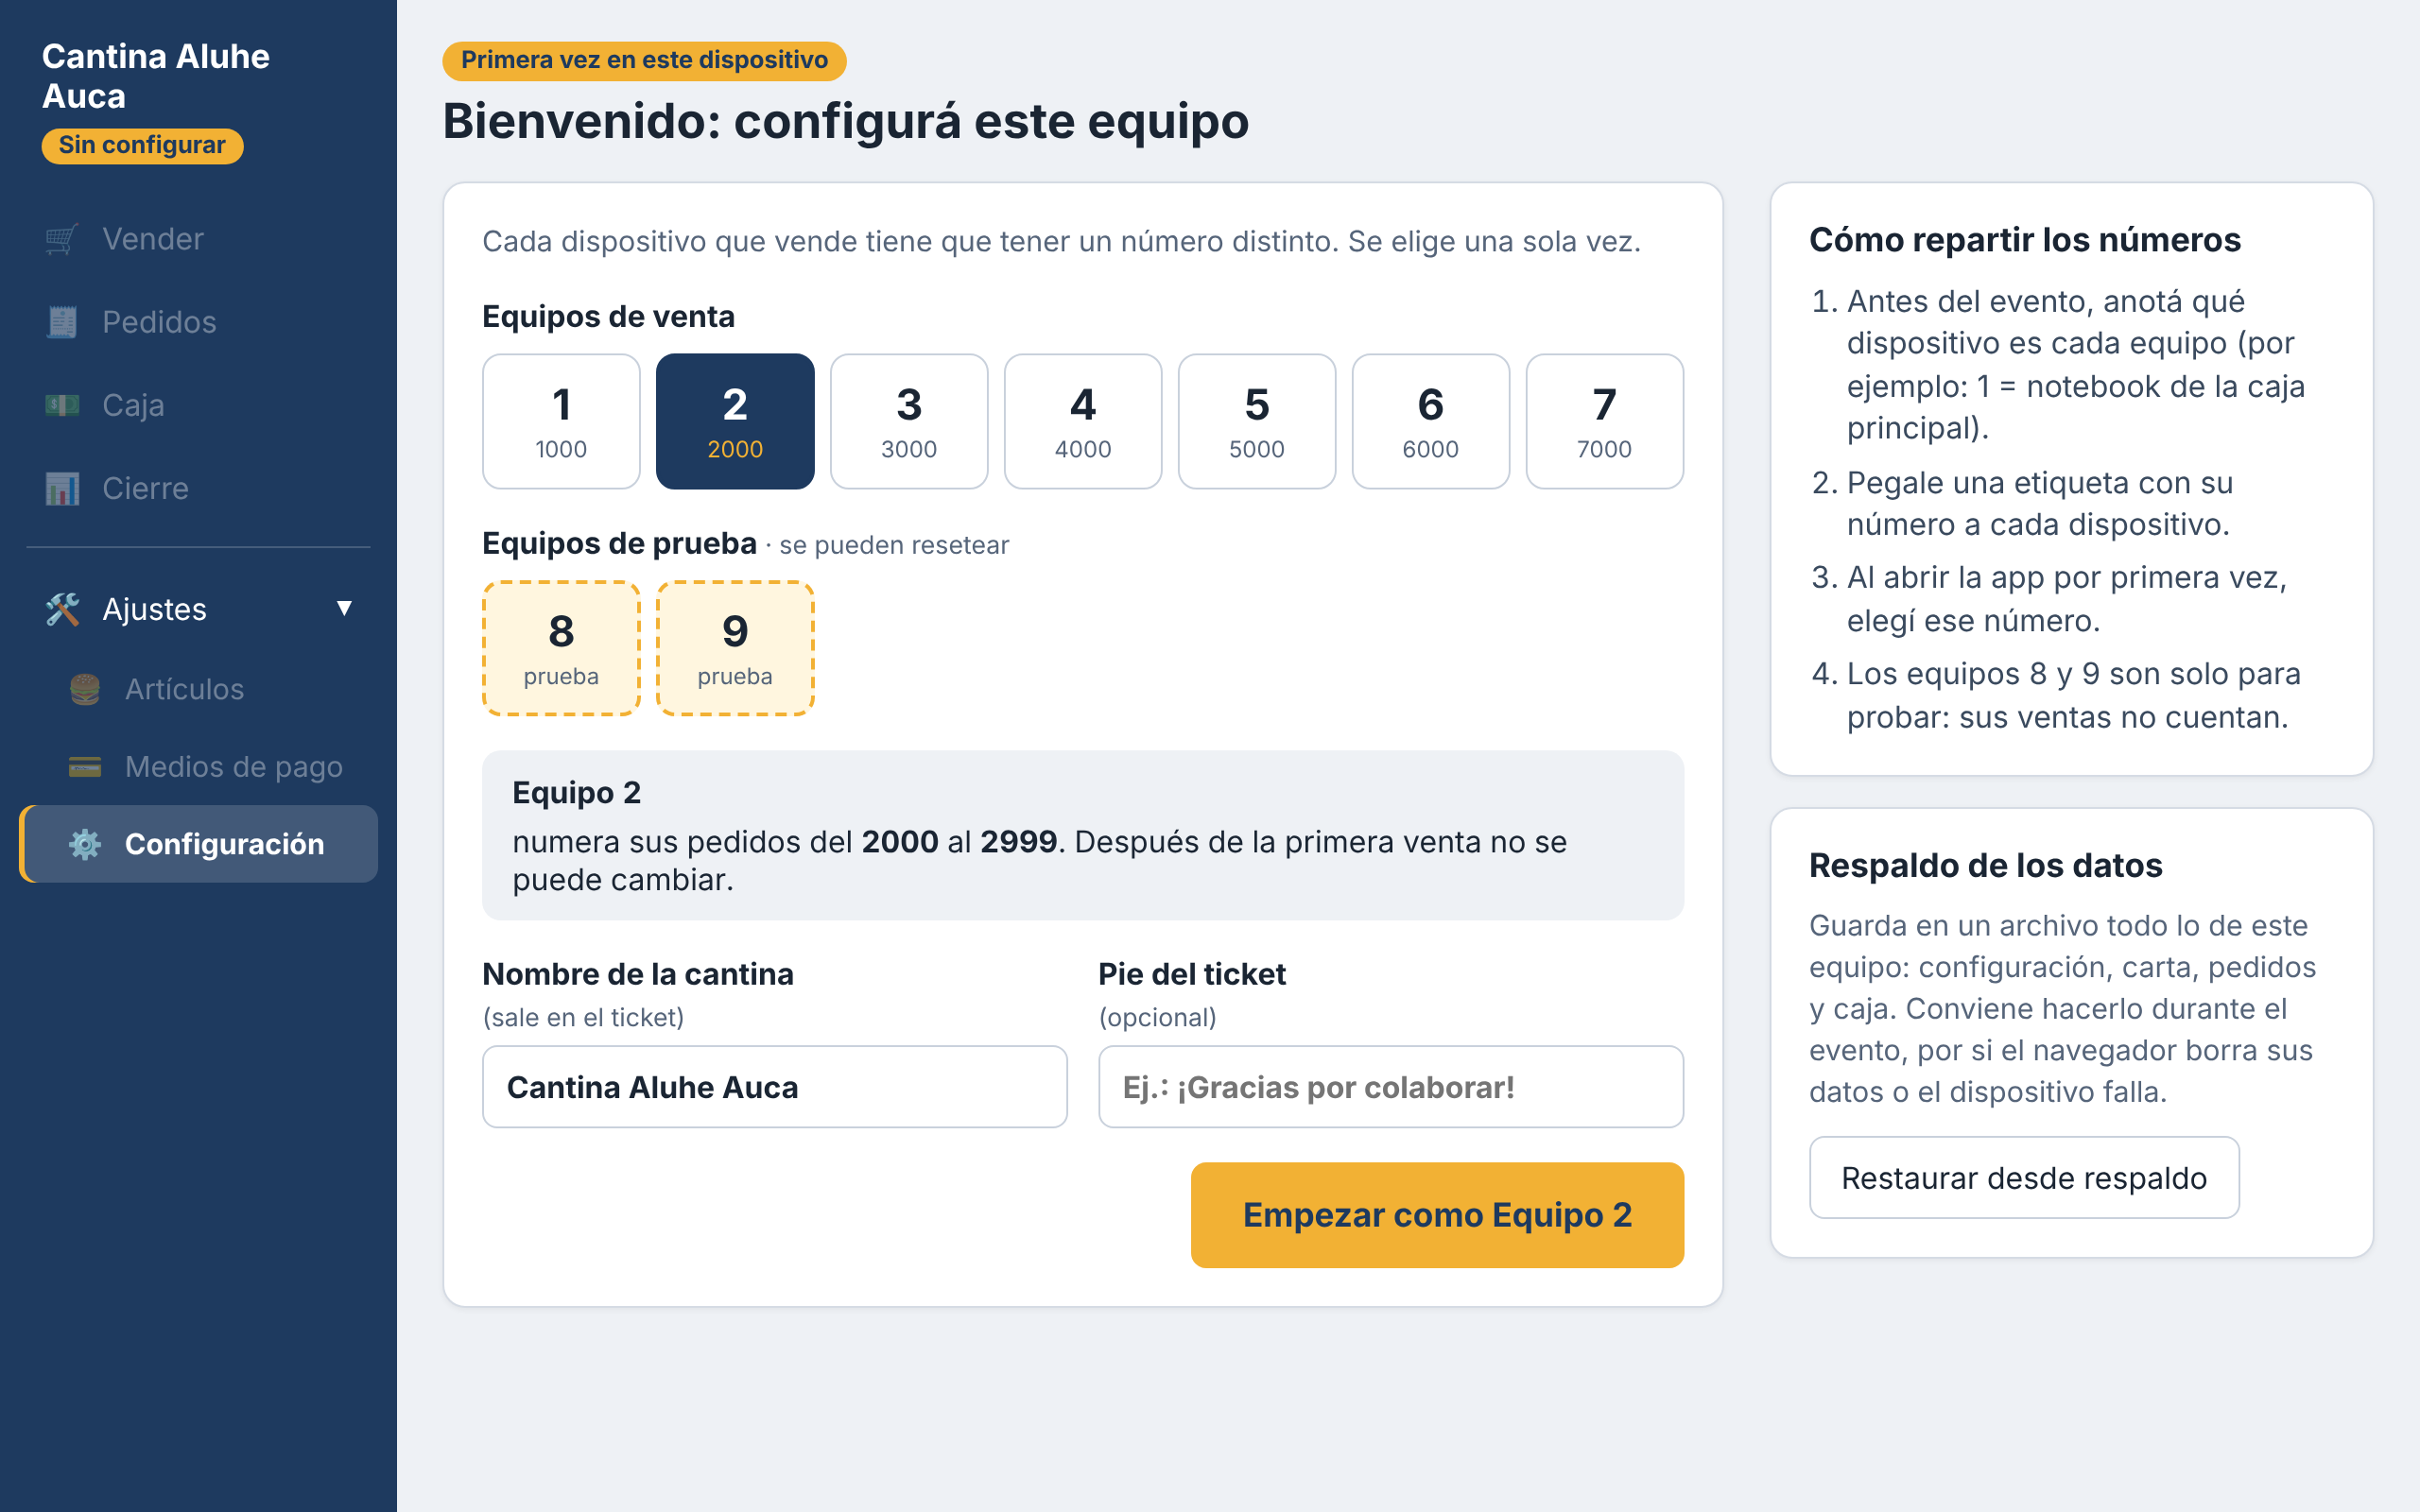 Cantina Aluhe
Auca
Sin configurar
Vender
Pedidos
Caja
Cierre
Ajustes ▼
Artículos
Medios de pago
Configuración
Primera vez en este dispositivo
Bienvenido: configurá este equipo
Cada dispositivo que vende tiene que tener un número distinto. Se elige una sola vez.
Equipos de venta
1 2 3 4 5 6 7
1000 2000 3000 4000 5000 6000 7000
Equipos de prueba · se pueden resetear
8 9
prueba prueba
Equipo 2
numera sus pedidos del 2000 al 2999. Después de la primera venta no se
puede cambiar.
Nombre de la cantina
(sale en el ticket)
Cantina Aluhe Auca
Pie del ticket
(opcional)
Ej.: ¡Gracias por colaborar!
Empezar como Equipo 2
Cómo repartir los números
1. Antes del evento, anotá qué
dispositivo es cada equipo (por
ejemplo: 1 = notebook de la caja
principal).
2. Pegale una etiqueta con su
número a cada dispositivo.
3. Al abrir la app por primera vez,
elegí ese número.
4. Los equipos 8 y 9 son solo para
probar: sus ventas no cuentan.
Respaldo de los datos
Guarda en un archivo todo lo de este
equipo: configuración, carta, pedidos
y caja. Conviene hacerlo durante el
evento, por si el navegador borra sus
datos o el dispositivo falla.
Restaurar desde respaldo